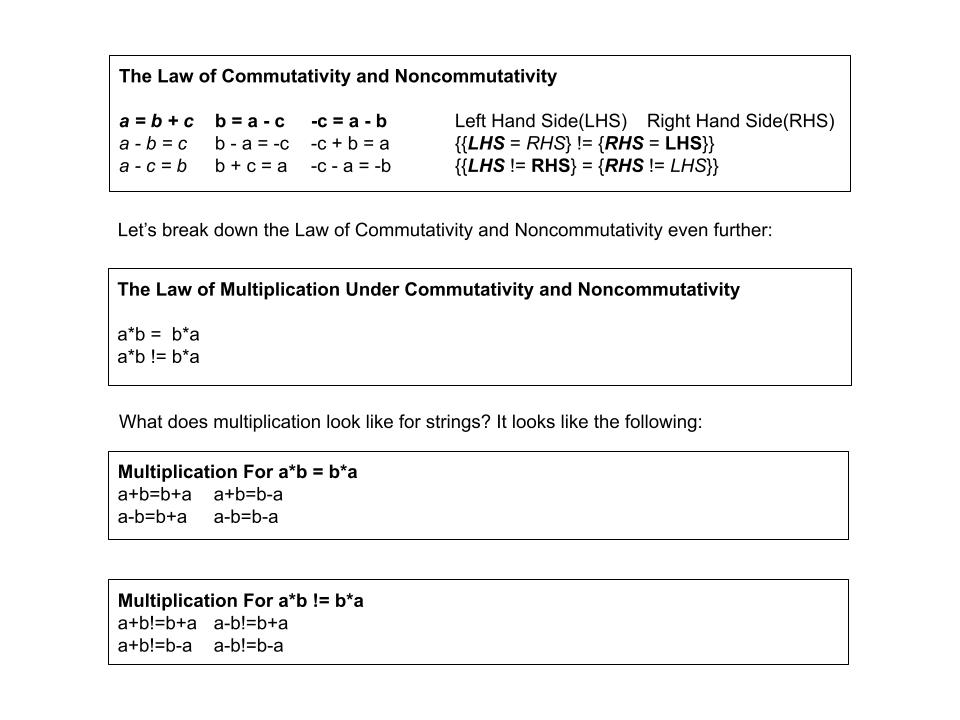 The Law of Commutativity and Noncommutativity
a = b + c b = a - c -c = a - b Left Hand Side(LHS) Right Hand Side(RHS)
a - b = c b - a = -c -c + b = a {{LHS = RHS} != {RHS = LHS}}
a - c = b b + c = a -c - a = -b {{LHS != RHS} = {RHS != LHS}}
Let’s break down the Law of Commutativity and Noncommutativity even further:
The Law of Multiplication Under Commutativity and Noncommutativity
a*b = b*a
a*b != b*a
What does multiplication look like for strings? It looks like the following:
Multiplication For a*b = b*a
a+b=b+a a+b=b-a
a-b=b+a a-b=b-a
Multiplication For a*b != b*a
a+b!=b+a a-b!=b+a
a+b!=b-a a-b!=b-a